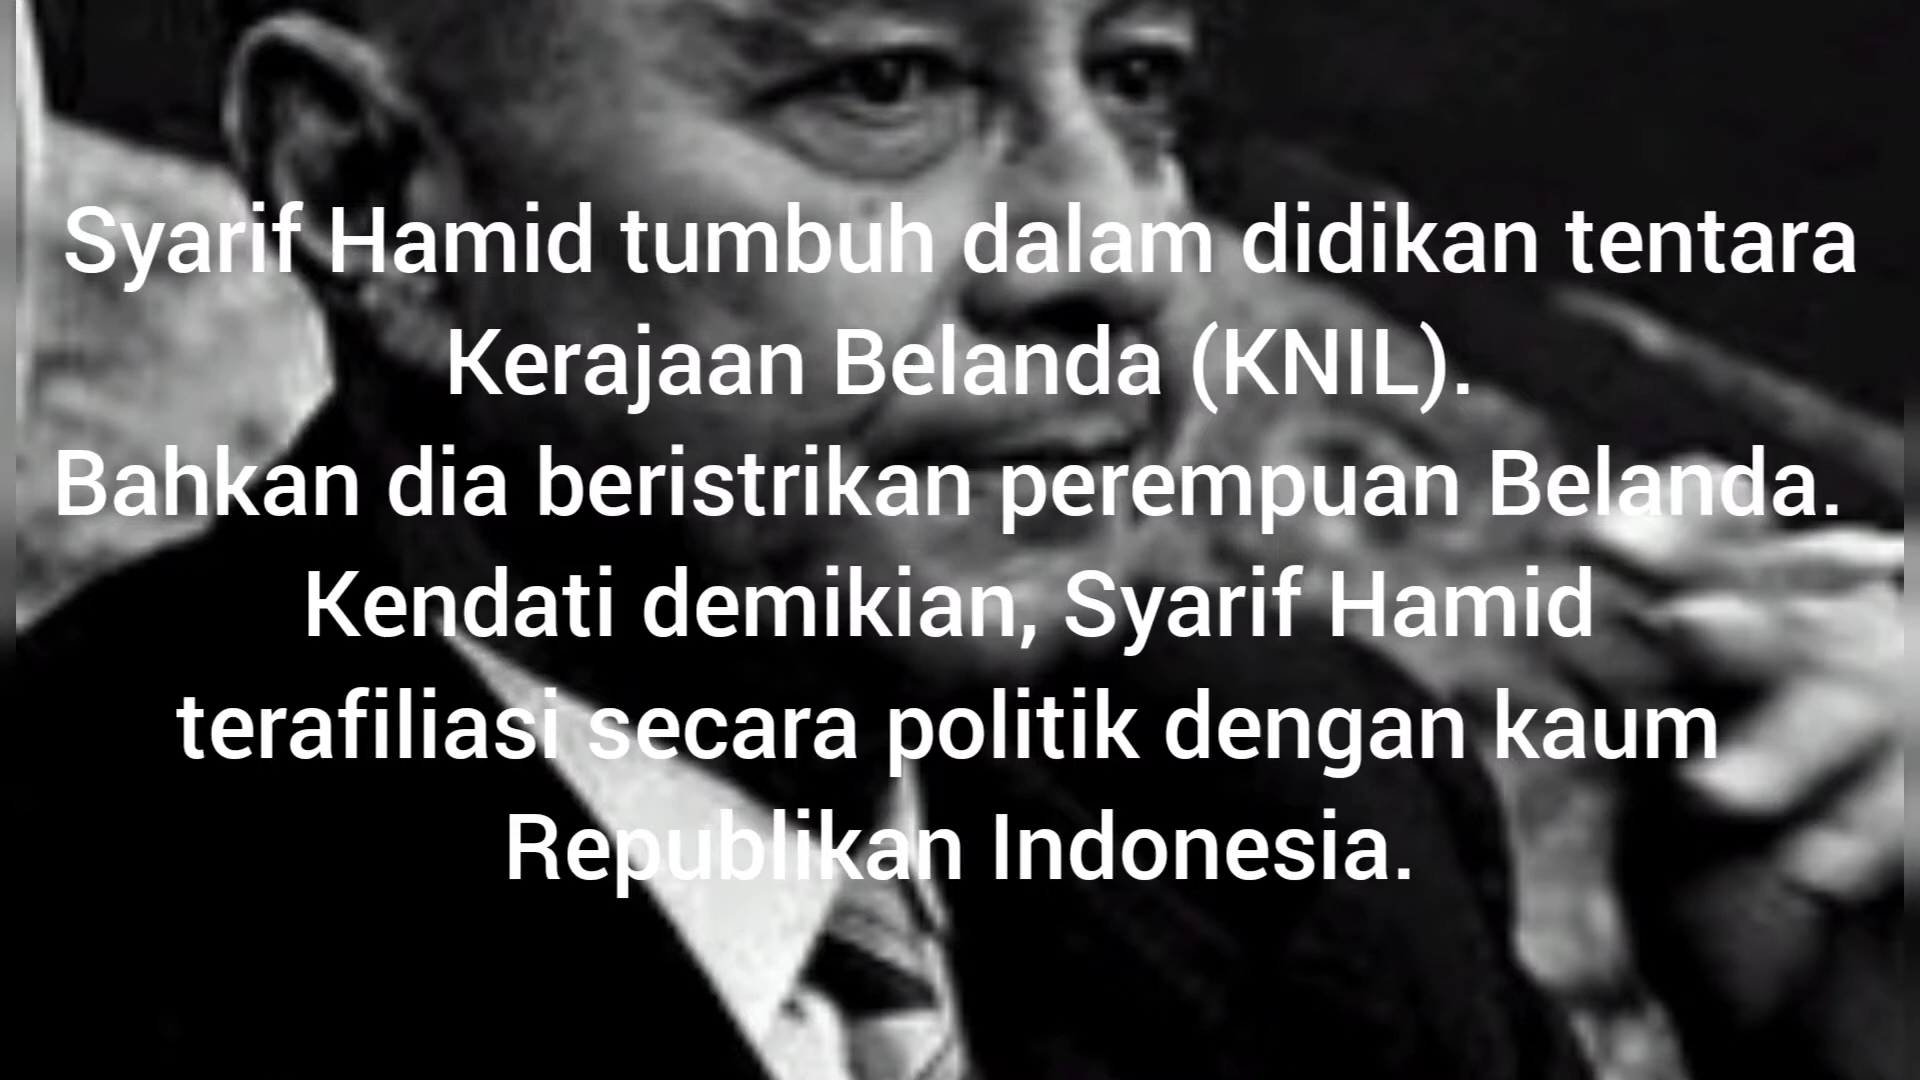 Syarif Hamid tumbuh dalam didikan tentara
Kerajaan Belanda (KNIL).
Bahkan dia beristrikan perempuan Belanda.
Kendati demikian, Syarif Hamid
terafiliasi secara politik dengan kaum
Republikan Indonesia.